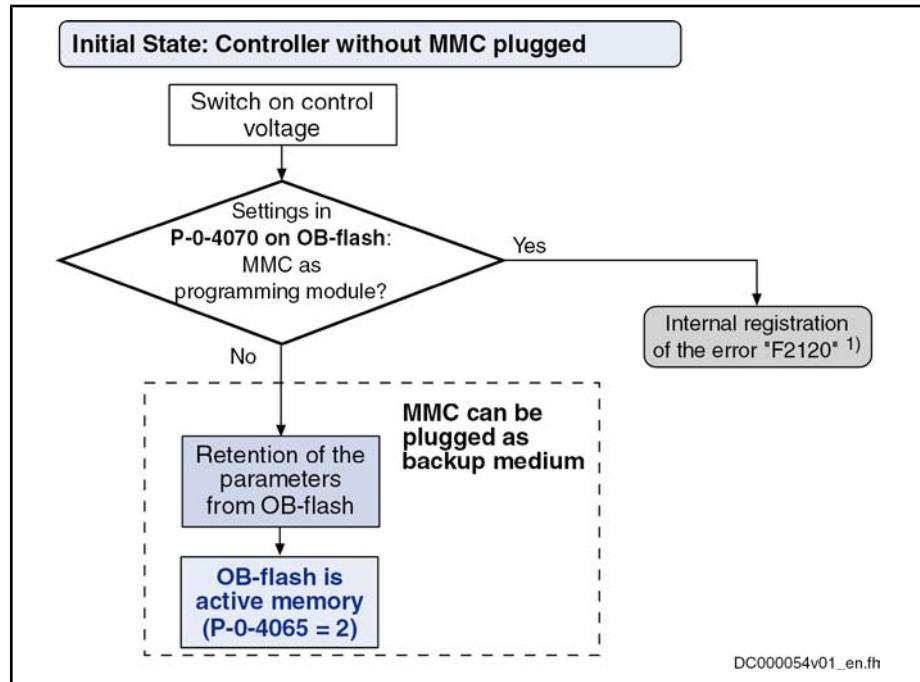 Initial State: Controller without MMC plugged
Switch on control
voltage
Settings in
P-0-4070 on OB-flash:
MMC as
programming module?
Yes
Internal registration
of the error "F2120" 1)
No
MMC can be
plugged as
backup medium
Retention of the
parameters
from OB-flash
OB-flash is
active memory
(P-0-4065 = 2)
DC000054v01_en.fh